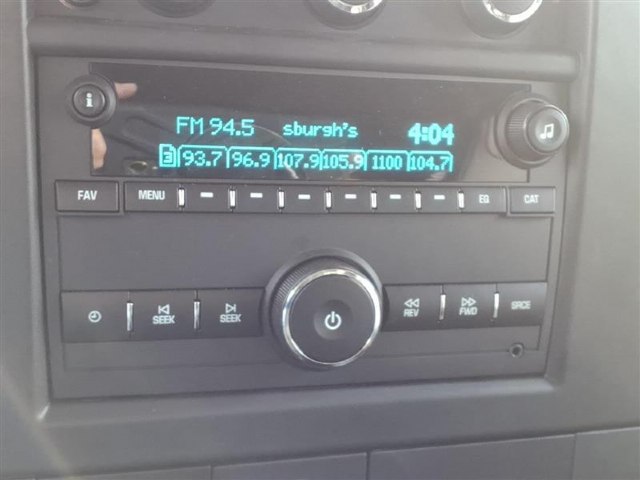 i
FM 94.5 sburgh's 4:04
3 93.7 96.9 107.9 105.9 1100 104.7
FAV MENU EQ CAT
SEEK SEEK REV FWD SRCE